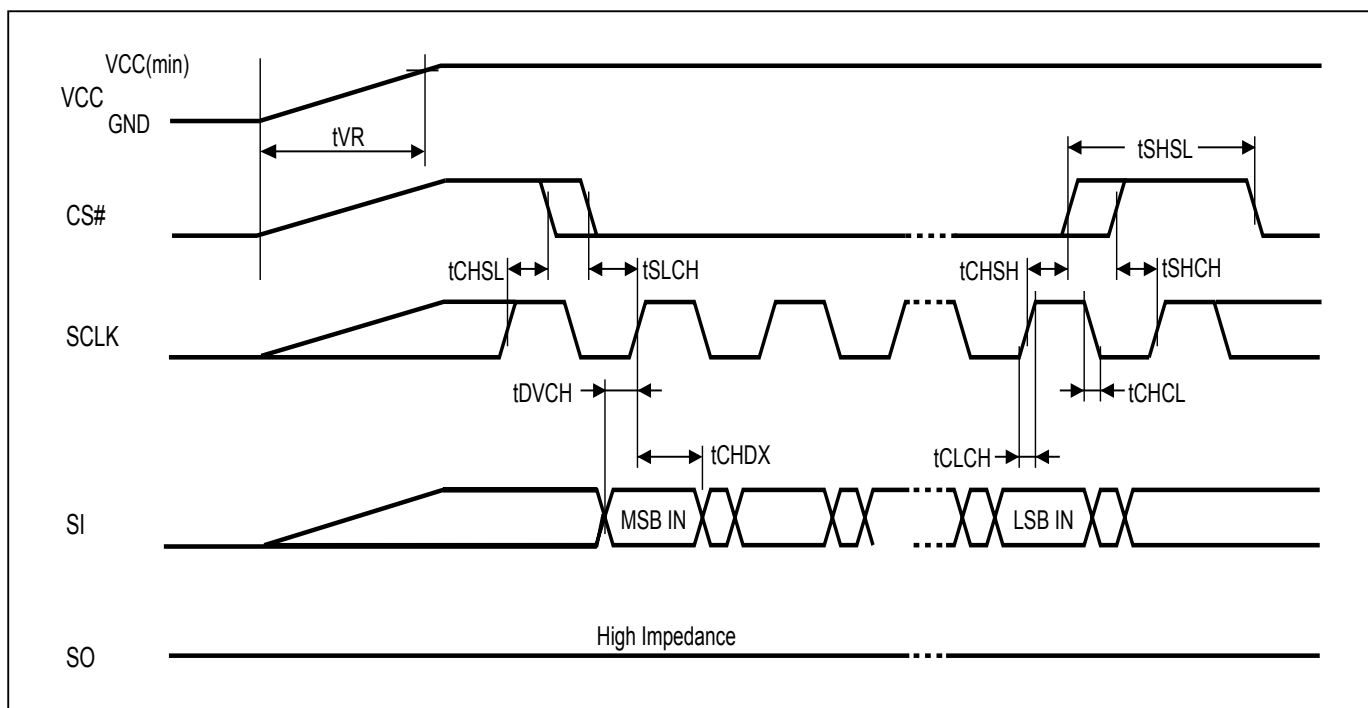 VCC(min)
VCC
GND
tVR
tSHSL
CS#
tCHSL
tSLCH
tCHSH
tSHCH
SCLK
tDVCH
tCHCL
tCHDX
tCLCH
SI
MSB IN
LSB IN
High Impedance
SO